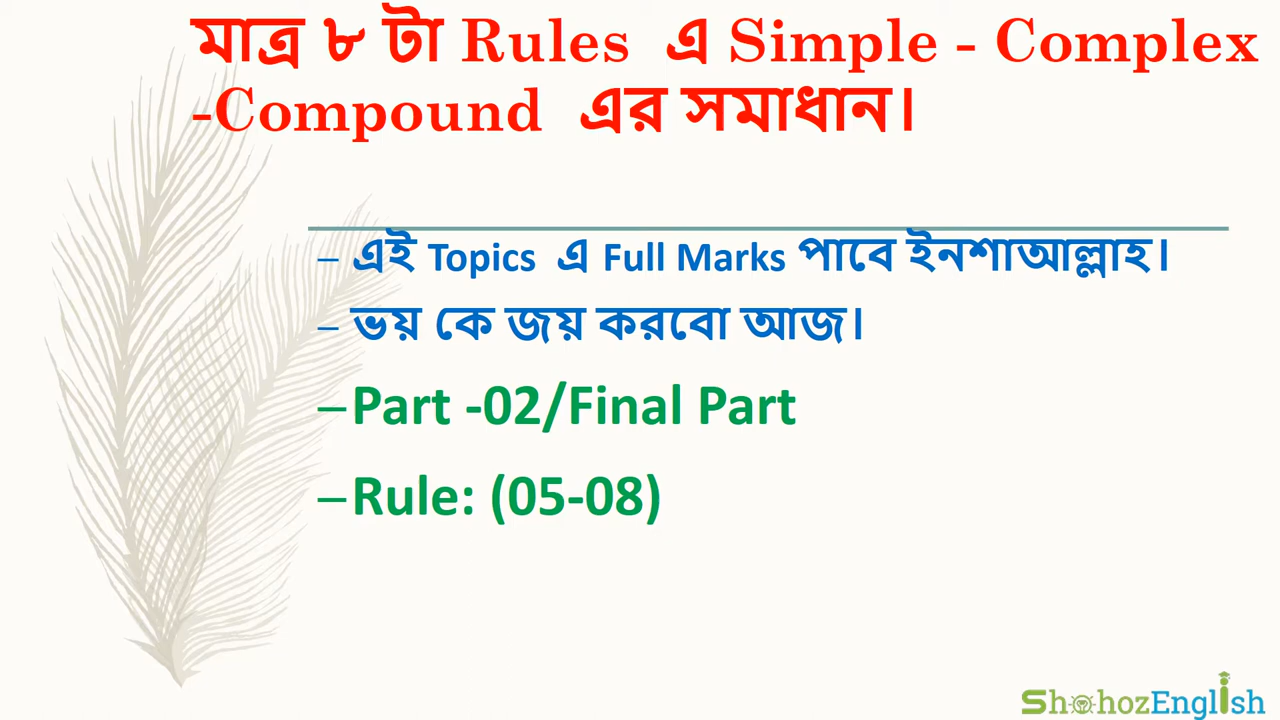 মাত্র ৮ টা Rules এ Simple - Complex
-Compound এর সমাধান।
– এই Topics এ Full Marks পাবে ইনশাআল্লাহ।
– ভয় কে জয় করবো আজ।
–Part -02/Final Part
–Rule: (05-08)
ShohozEnglish